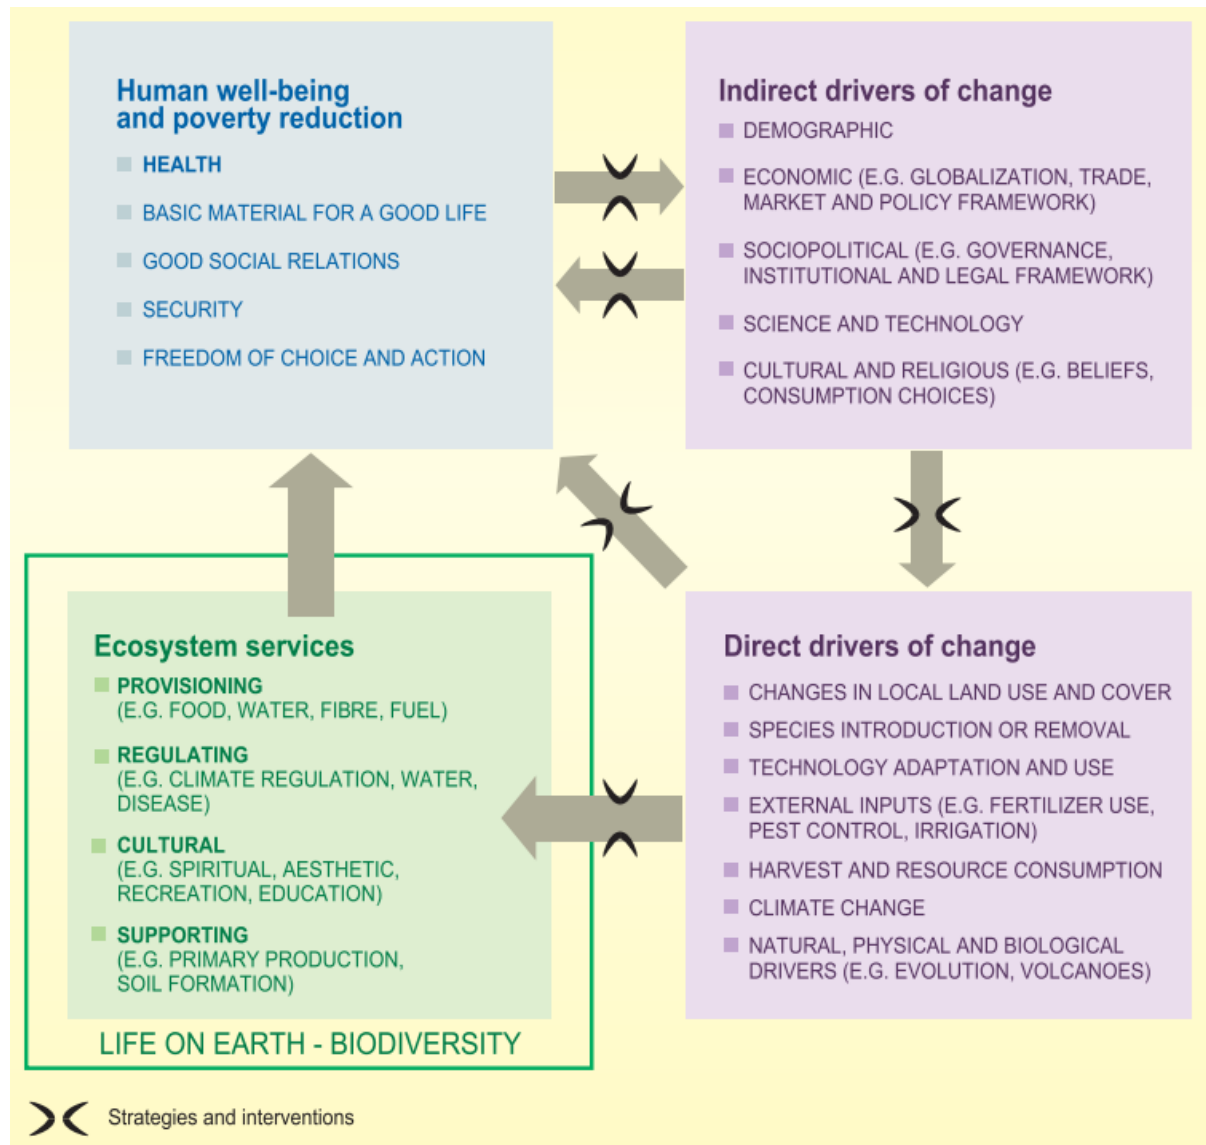 Human well-being
and poverty reduction
HEALTH
BASIC MATERIAL FOR A GOOD LIFE
GOOD SOCIAL RELATIONS
SECURITY
FREEDOM OF CHOICE AND ACTION
Indirect drivers of change
DEMOGRAPHIC
ECONOMIC (E.G. GLOBALIZATION, TRADE,
MARKET AND POLICY FRAMEWORK)
SOCIOPOLITICAL (E.G. GOVERNANCE,
INSTITUTIONAL AND LEGAL FRAMEWORK)
SCIENCE AND TECHNOLOGY
CULTURAL AND RELIGIOUS (E.G. BELIEFS,
CONSUMPTION CHOICES)
Ecosystem services
PROVISIONING
(E.G. FOOD, WATER, FIBRE, FUEL)
REGULATING
(E.G. CLIMATE REGULATION, WATER,
DISEASE)
CULTURAL
(E.G. SPIRITUAL, AESTHETIC,
RECREATION, EDUCATION)
SUPPORTING
(E.G. PRIMARY PRODUCTION,
SOIL FORMATION)
LIFE ON EARTH - BIODIVERSITY
Direct drivers of change
CHANGES IN LOCAL LAND USE AND COVER
SPECIES INTRODUCTION OR REMOVAL
TECHNOLOGY ADAPTATION AND USE
EXTERNAL INPUTS (E.G. FERTILIZER USE,
PEST CONTROL, IRRIGATION)
HARVEST AND RESOURCE CONSUMPTION
CLIMATE CHANGE
NATURAL, PHYSICAL AND BIOLOGICAL
DRIVERS (E.G. EVOLUTION, VOLCANOES)
Strategies and interventions